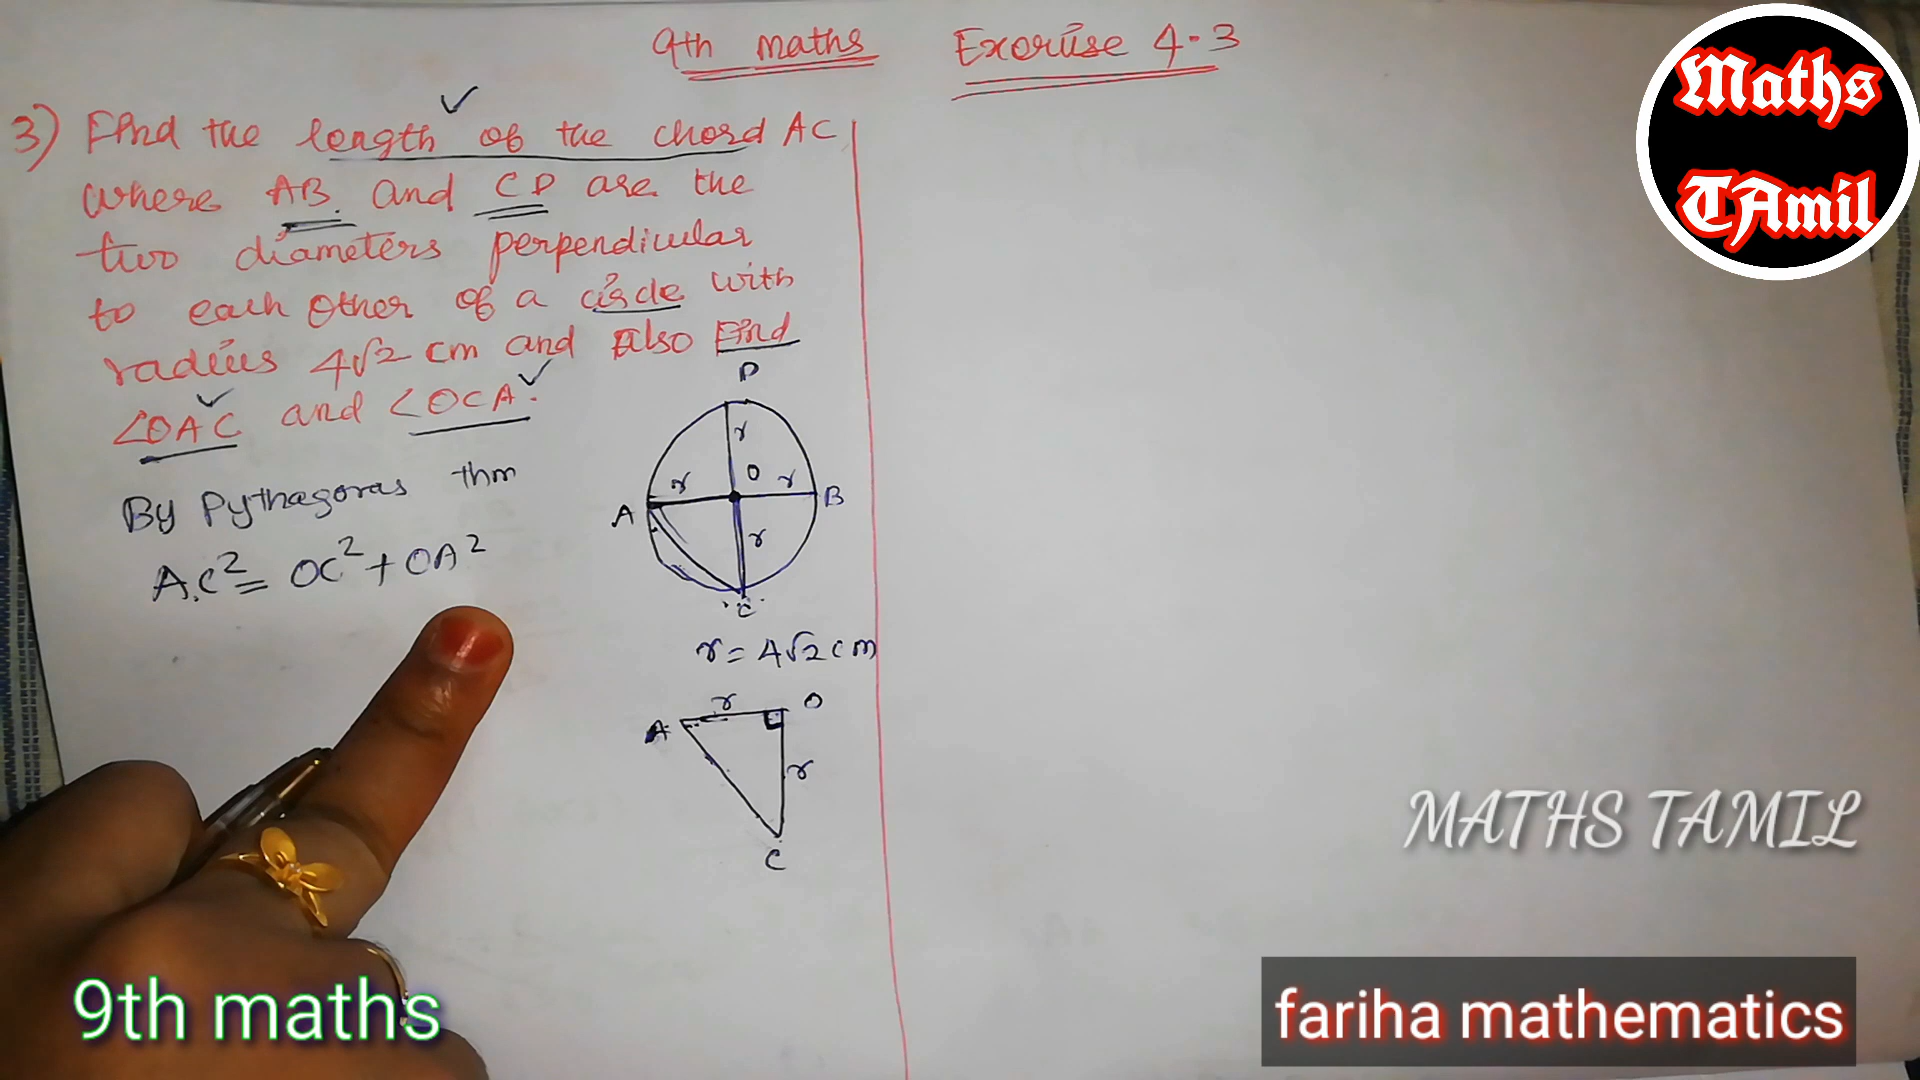 9th maths Exercise 4.3
3) Find the length of the chord AC
where AB and CD are the
two diameters perpendicular
to each other of a circle with
radius 4√2 cm and also Find
∠OAC and ∠OCA.
By Pythagoras thm
AC² = OC² + OA²
D
r
O
r
r
A
B
r
C
r = 4√2 cm
r
O
A
r
C
Maths
TAmil
MATHS TAMIL
9th maths
fariha mathematics